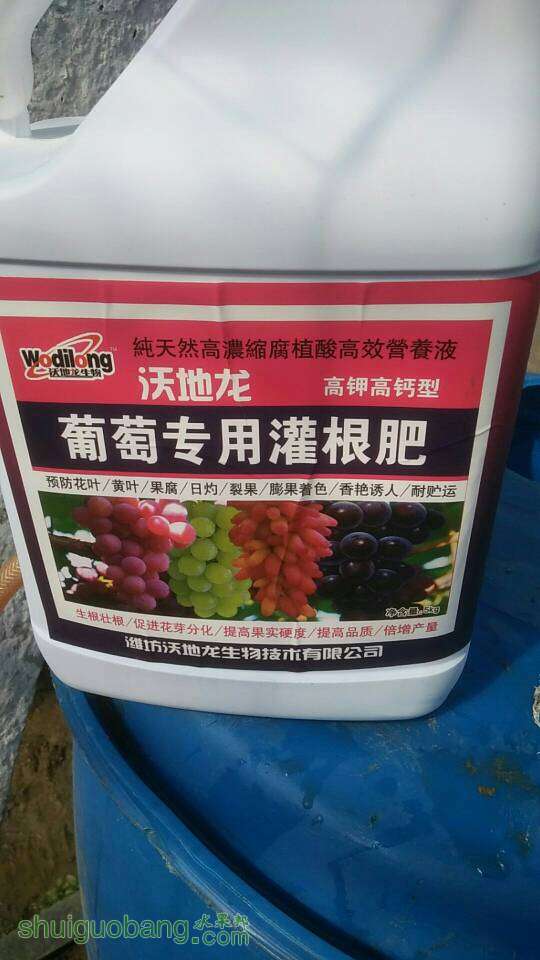 純天然高濃縮腐植酸高效營養液
Wodilong™
沃地龙生物
沃地龙
高钾高钙型
葡萄专用灌根肥
预防花叶/黄叶/果腐/日灼/裂果/膨果着色/香艳诱人/耐贮运
净含量:5kg
生根壮根/促进花芽分化/提高果实硬度/提高品质/倍增产量
潍坊沃地龙生物技术有限公司
水果邦
shuiguobang.com